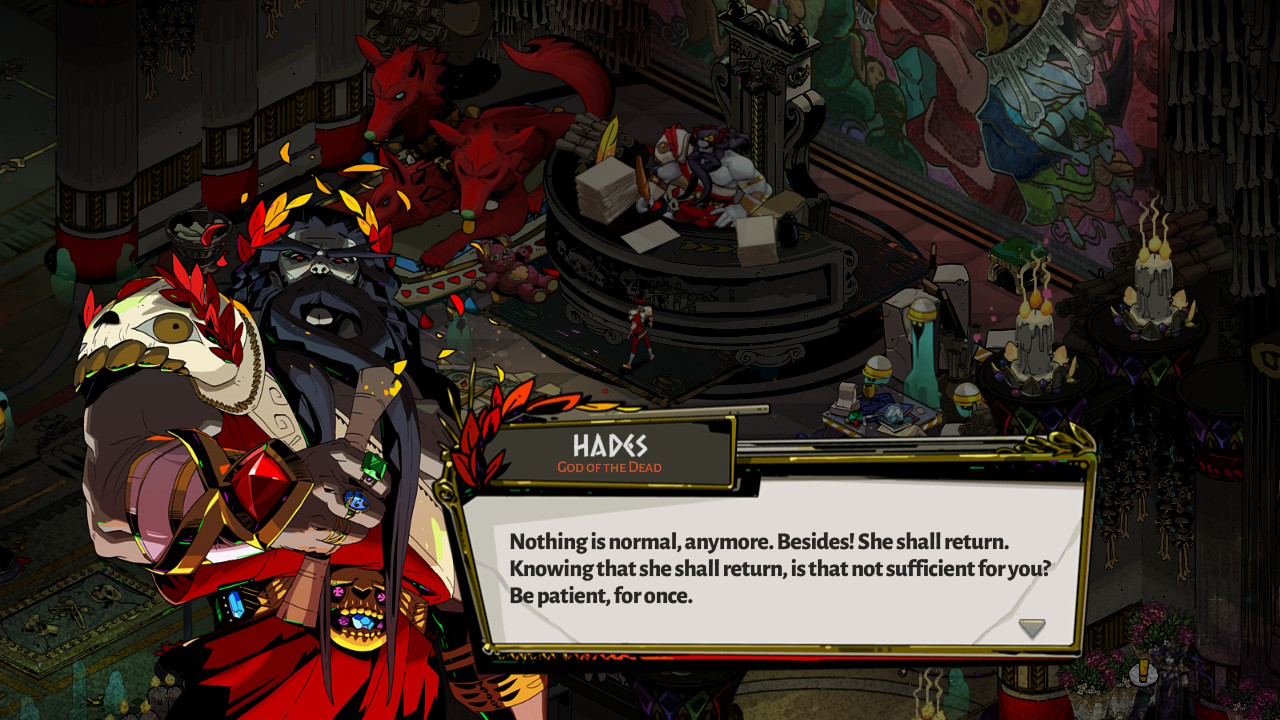 HADES
GOD OF THE DEAD
Nothing is normal, anymore. Besides! She shall return.
Knowing that she shall return, is that not sufficient for you?
Be patient, for once.